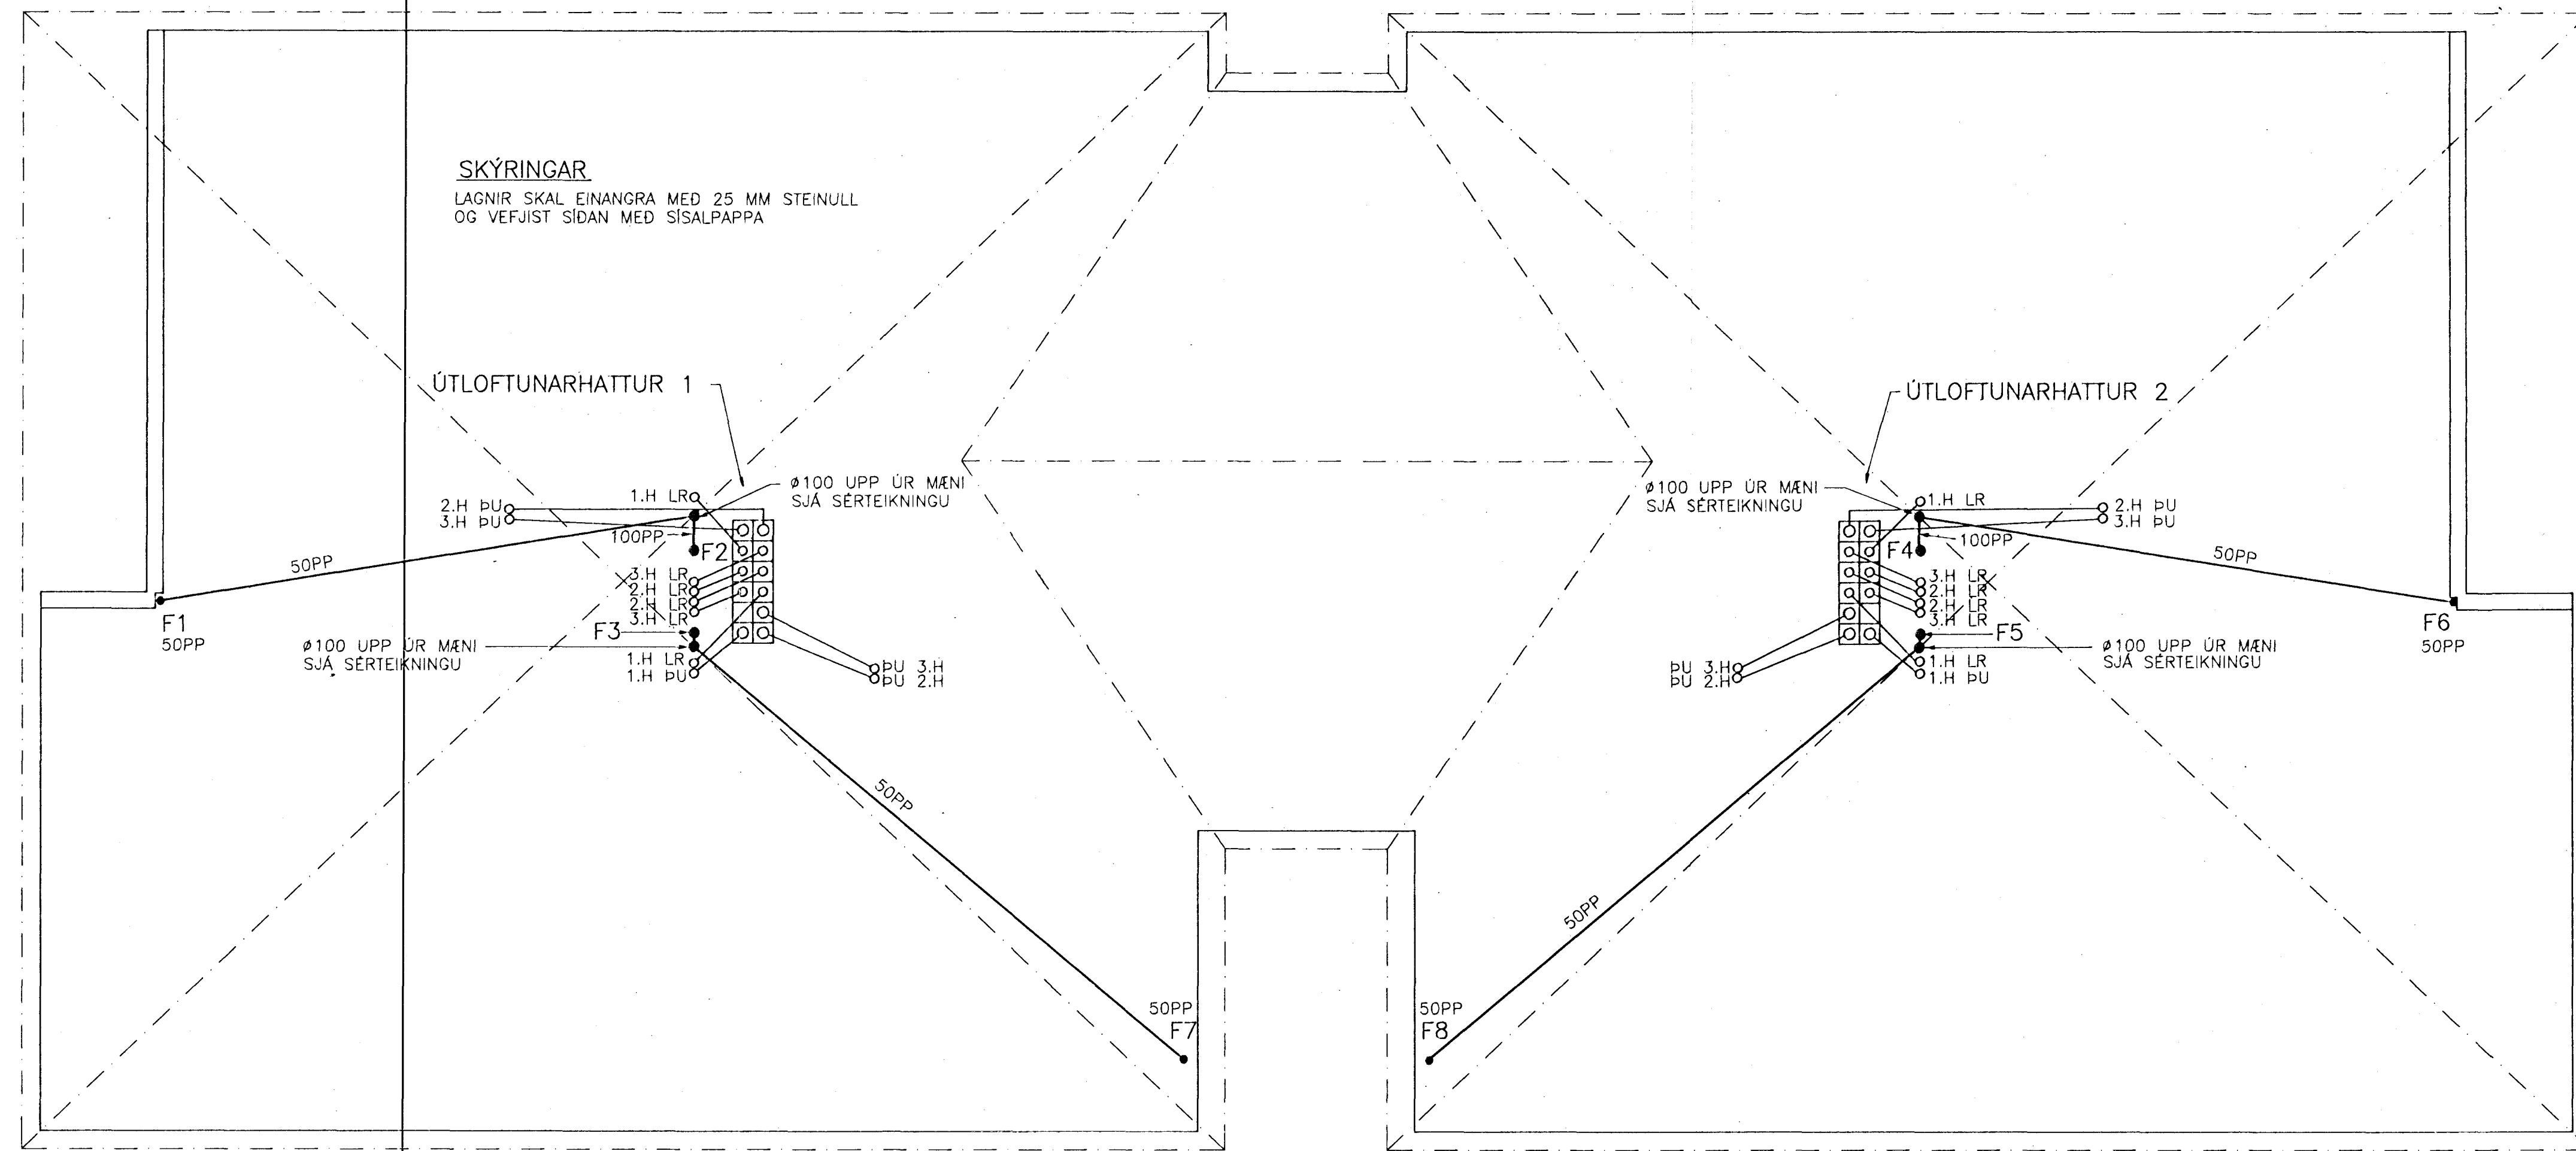 SKÝRINGAR
LAGNIR SKAL EINANGRA MEÐ 25 MM STEINULL
OG VEFJIST SÍÐAN MEÐ SÍSALPAPPA
ÚTLOFTUNARHATTUR 1
ø100 UPP ÚR MÆNI
SJÁ SÉRTEIKNINGU
1.H LR
2.H ÞU
3.H ÞU
100PP
F2
50PP
3.H LR
2.H LR
2.H LR
3.H LR
F1
50PP
F3
ø100 UPP ÚR MÆNI
SJÁ SÉRTEIKNINGU
1.H LR
1.H ÞU
ÞU 3.H
ÞU 2.H
50PP
50PP
F7
ÚTLOFTUNARHATTUR 2
ø100 UPP ÚR MÆNI
SJÁ SÉRTEIKNINGU
1.H LR
2.H ÞU
3.H ÞU
F4
100PP
50PP
3.H LR
2.H LR
2.H LR
3.H LR
F6
50PP
F5
ø100 UPP ÚR MÆNI
SJÁ SÉRTEIKNINGU
1.H LR
1.H ÞU
ÞU 3.H
ÞU 2.H
50PP
50PP
F8